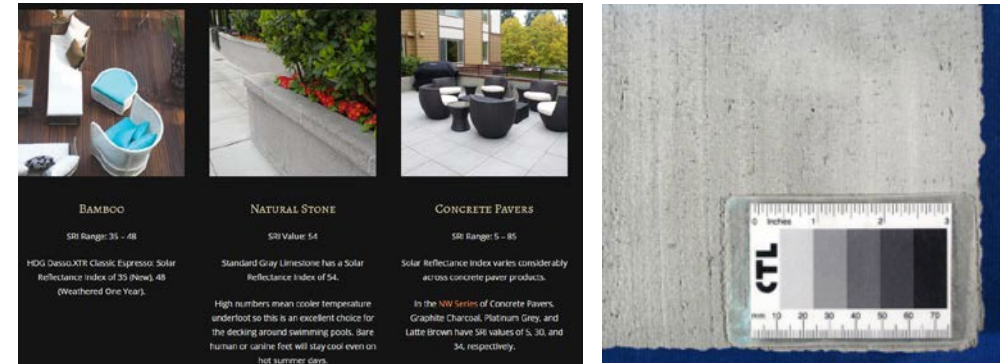 BAMBOO
SRI Range: 35 – 48
HDG Dasso.XTR Classic Espresso: Solar
Reflectance Index of 35 (New), 48
(Weathered One Year).
NATURAL STONE
SRI Value: 54
Standard Gray Limestone has a Solar
Reflectance Index of 54.
High numbers mean cooler temperature
underfoot so this is an excellent choice for
the decking around swimming pools. Bare
human or canine feet will stay cool even on
hot summer days.
CONCRETE PAVERS
SRI Range: 5 – 85
Solar Reflectance Index varies considerably
across concrete paver products.
In the NW Series of Concrete Pavers,
Graphite Charcoal, Platinum Grey, and
Latte Brown have SRI values of 5, 30, and
34, respectively.
0 Inches 1 2 3
CTL
mm 10 20 30 40 50 60 70